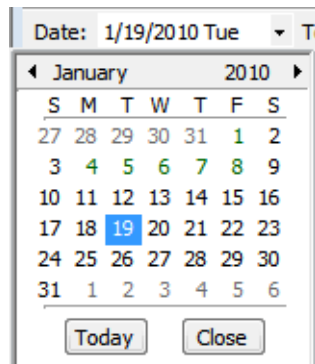 Date: 1/19/2010 Tue T
January 2010
S M T W T F S
27 28 29 30 31 1 2
3 4 5 6 7 8 9
10 11 12 13 14 15 16
17 18 19 20 21 22 23
24 25 26 27 28 29 30
31 1 2 3 4 5 6
Today Close